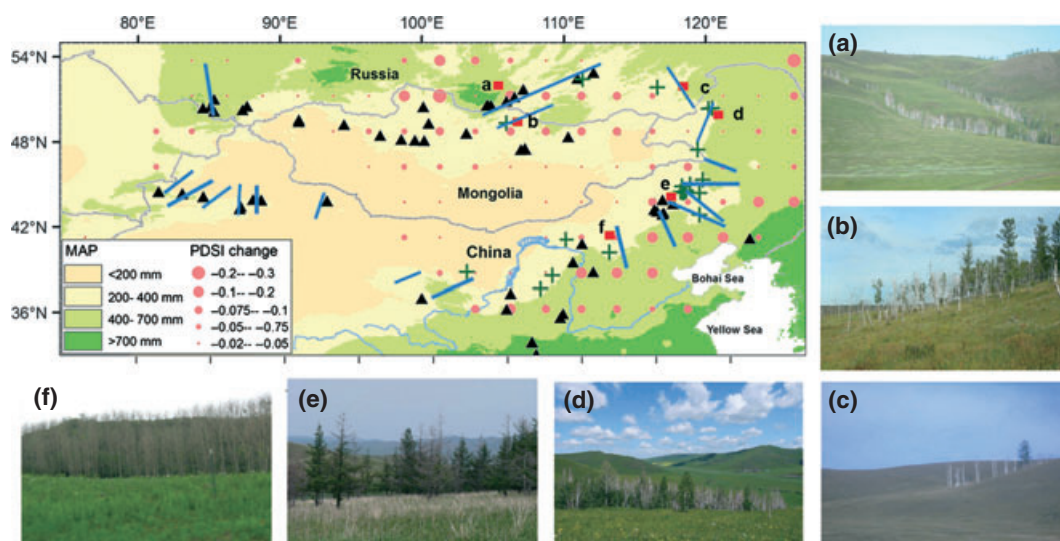 80°E 90°E 100°E 110°E 120°E
54°N
48°N
42°N
36°N
Russia
Mongolia
China
Bohai Sea
Yellow Sea
a
b
c
d
e
f
MAP
<200 mm
200- 400 mm
400- 700 mm
>700 mm
PDSI change
−0.2-- −0.3
−0.1-- −0.2
−0.075-- −0.1
−0.05-- −0.75
−0.02-- −0.05
(a)
(b)
(f)
(e)
(d)
(c)